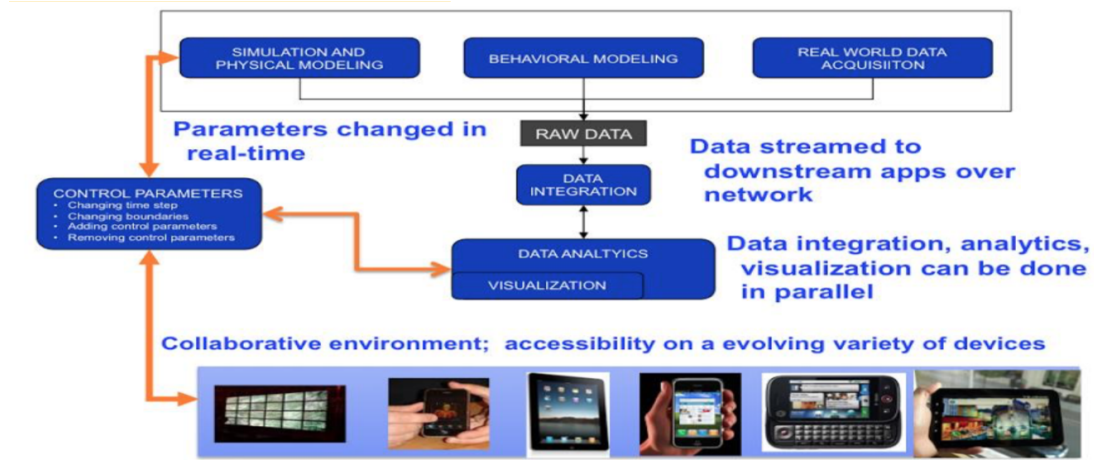 SIMULATION AND
PHYSICAL MODELING
BEHAVIORAL MODELING
REAL WORLD DATA
ACQUISIITON
Parameters changed in
real-time
RAW DATA
Data streamed to
downstream apps over
network
DATA
INTEGRATION
CONTROL PARAMETERS
• Changing time step
• Changing boundaries
• Adding control parameters
• Removing control parameters
DATA ANALTYICS
VISUALIZATION
Data integration, analytics,
visualization can be done
in parallel
Collaborative environment; accessibility on a evolving variety of devices